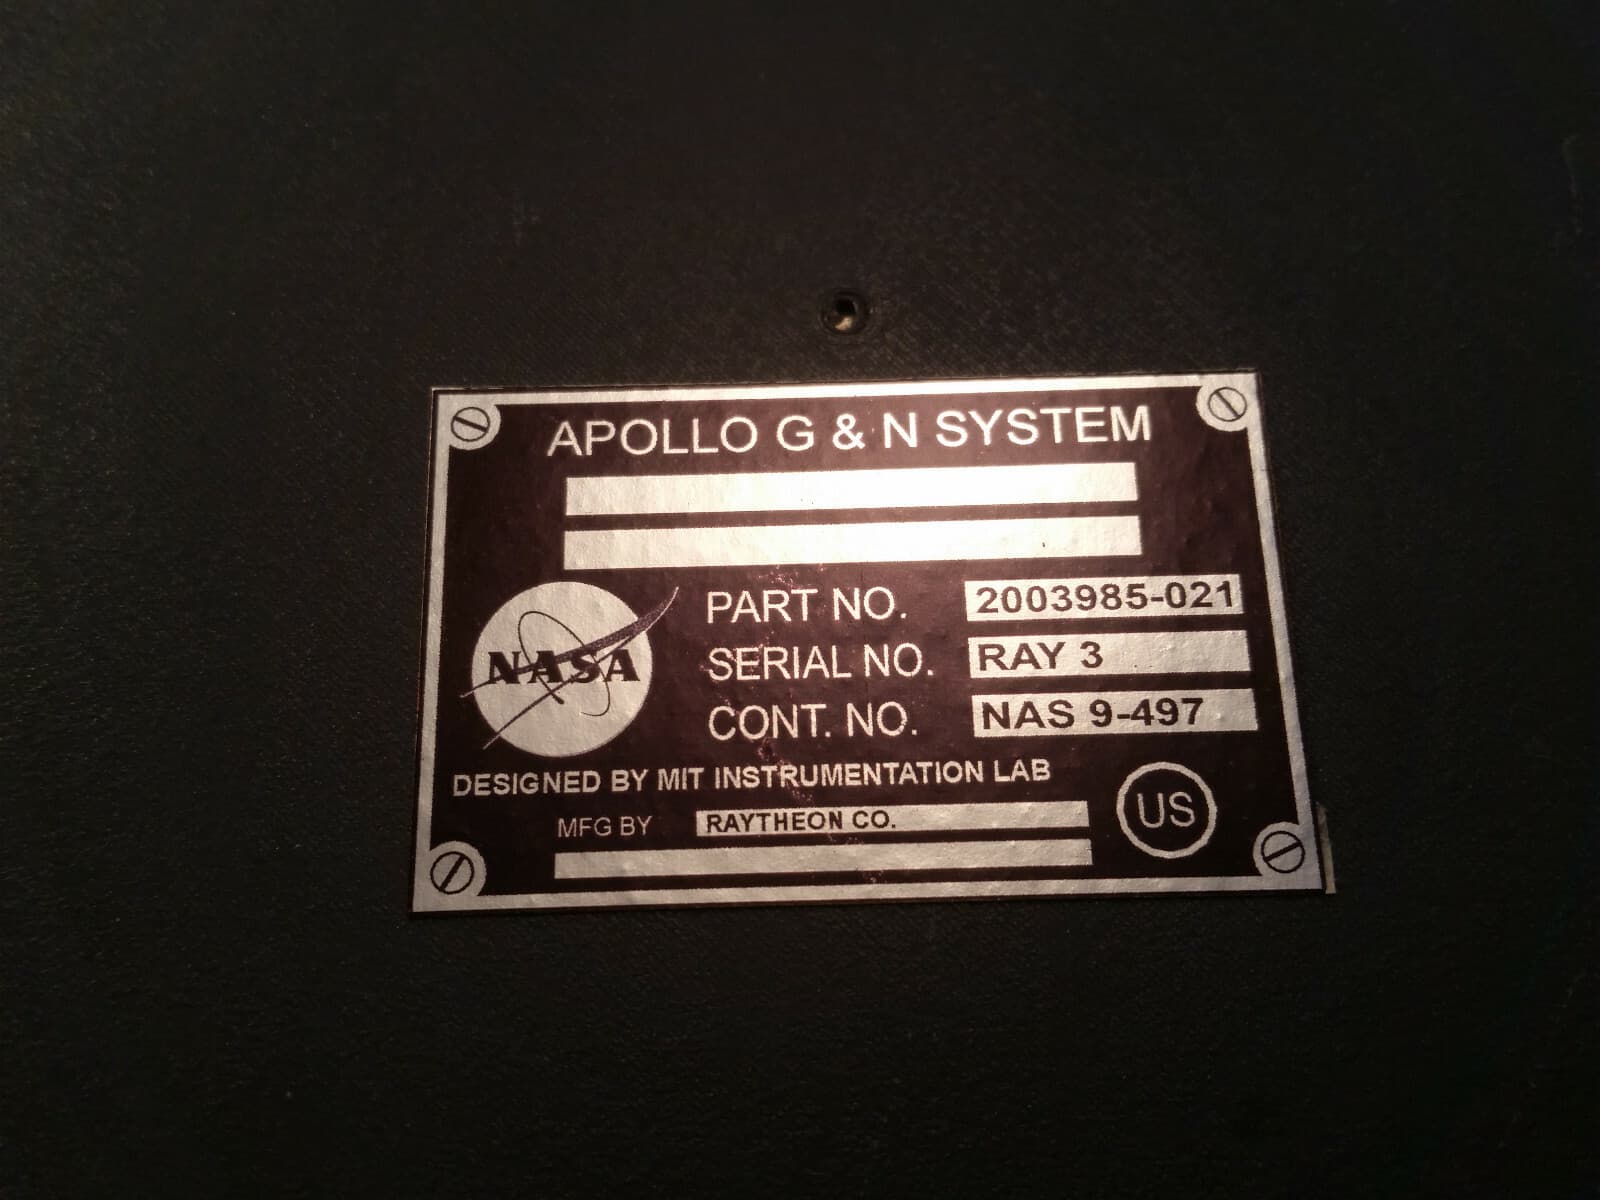 APOLLO G & N SYSTEM
NASA
PART NO. 2003985-021
SERIAL NO. RAY 3
CONT. NO. NAS 9-497
DESIGNED BY MIT INSTRUMENTATION LAB
US
MFG BY RAYTHEON CO.